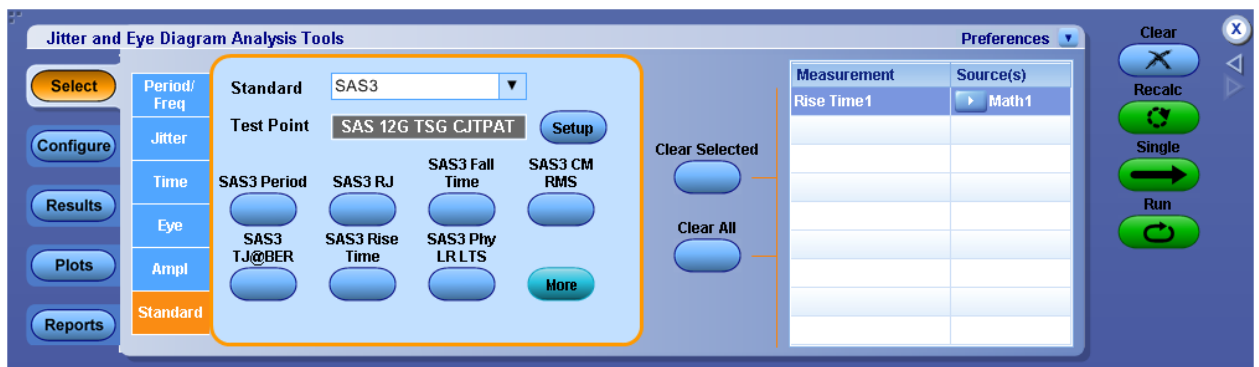 Jitter and Eye Diagram Analysis Tools
Preferences
Clear
X
Select
Configure
Results
Plots
Reports
Period/
Freq
Jitter
Time
Eye
Ampl
Standard
Standard
SAS3
Test Point
SAS 12G TSG CJTPAT
Setup
SAS3 Period
SAS3 RJ
SAS3 Fall
Time
SAS3 CM
RMS
SAS3
TJ@BER
SAS3 Rise
Time
SAS3 Phy
LR LTS
More
Clear Selected
Clear All
Measurement
Source(s)
Rise Time1
Math1
Recalc
Single
Run